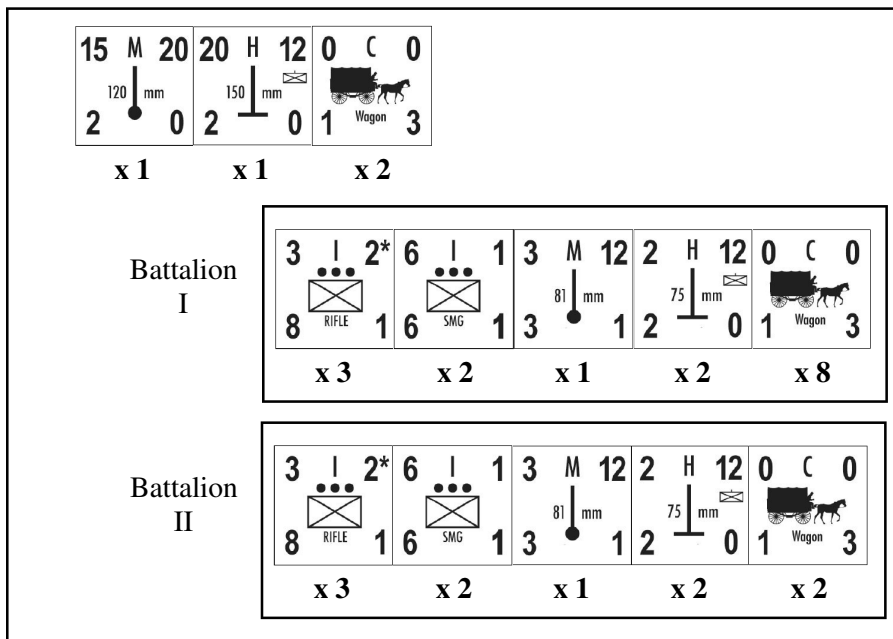 15 M 20 20 H 12 0 C 0
120 mm 150 mm
2 0 2 0 1 Wagon 3
x 1 x 1 x 2
Battalion
I
3 I 2* 6 I 1 3 M 12 2 H 12 0 C 0
81 mm 75 mm
RIFLE SMG Wagon
8 1 6 1 3 1 2 0 1 3
x 3 x 2 x 1 x 2 x 8
Battalion
II
3 I 2* 6 I 1 3 M 12 2 H 12 0 C 0
81 mm 75 mm
RIFLE SMG Wagon
8 1 6 1 3 1 2 0 1 3
x 3 x 2 x 1 x 2 x 2